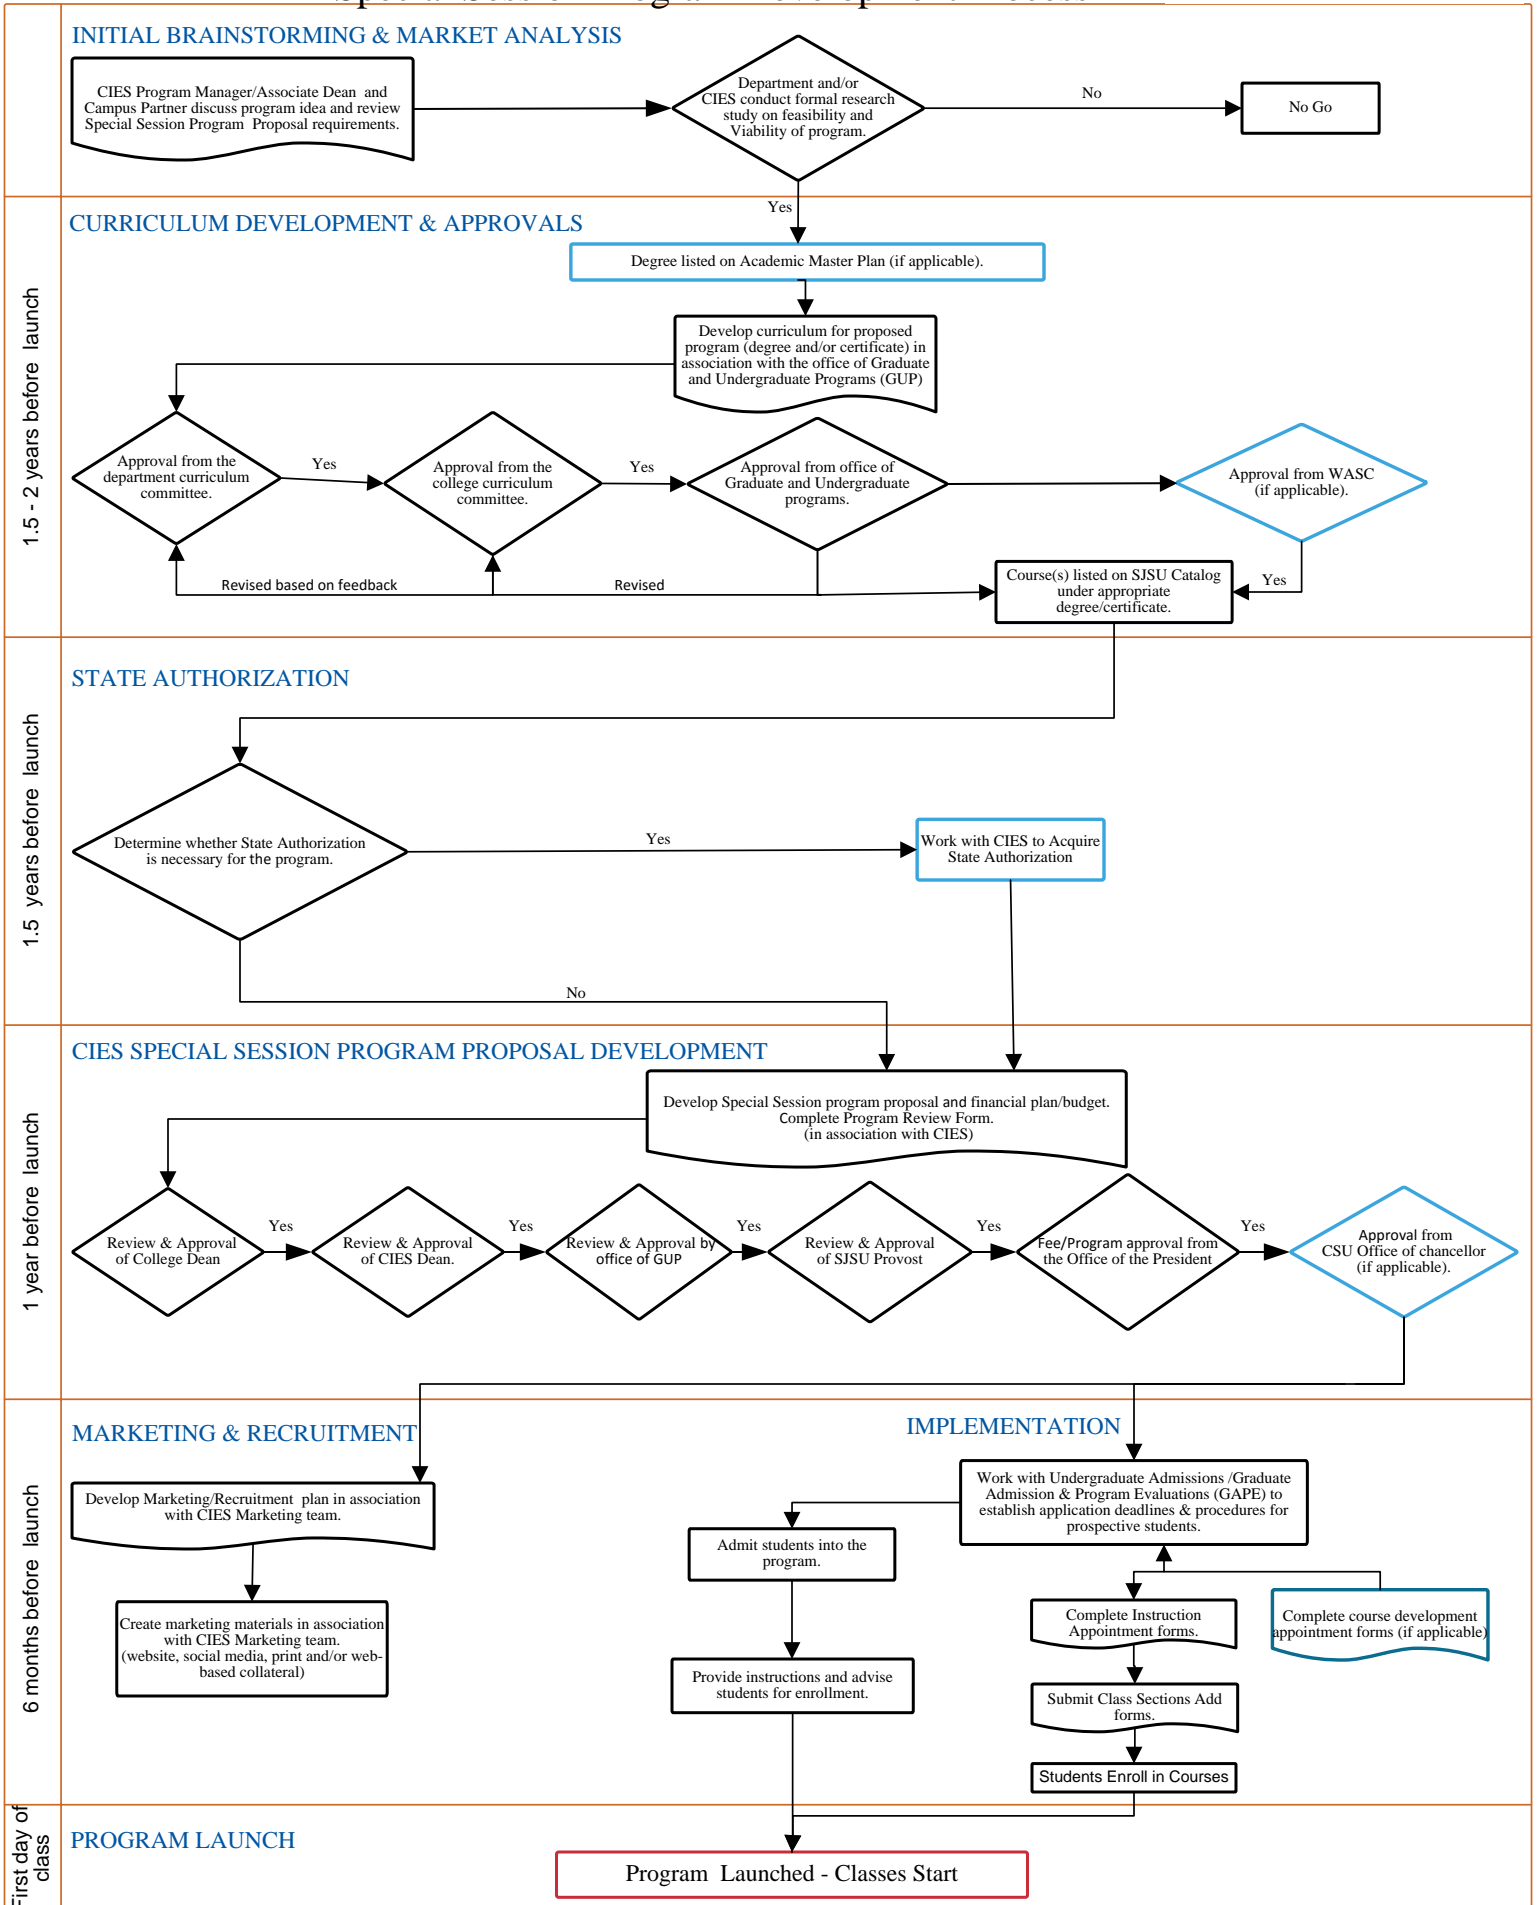 INITIAL BRAINSTORMING & MARKET ANALYSIS
CIES Program Manager/Associate Dean and
Campus Partner discuss program idea and review
Special Session Program Proposal requirements.
Department and/or
CIES conduct formal research
study on feasibility and
Viability of program.
No
No Go
Yes
1.5 - 2 years before launch
CURRICULUM DEVELOPMENT & APPROVALS
Degree listed on Academic Master Plan (if applicable).
Develop curriculum for proposed
program (degree and/or certificate) in
association with the office of Graduate
and Undergraduate Programs (GUP)
Approval from the
department curriculum
committee.
Yes
Approval from the
college curriculum
committee.
Yes
Approval from office of
Graduate and Undergraduate
programs.
Approval from WASC
(if applicable).
Revised based on feedback
Revised
Course(s) listed on SJSU Catalog
under appropriate
degree/certificate.
Yes
1.5 years before launch
STATE AUTHORIZATION
Determine whether State Authorization
is necessary for the program.
Yes
Work with CIES to Acquire
State Authorization
No
1 year before launch
CIES SPECIAL SESSION PROGRAM PROPOSAL DEVELOPMENT
Develop Special Session program proposal and financial plan/budget.
Complete Program Review Form.
(in association with CIES)
Review & Approval
of College Dean
Yes
Review & Approval
of CIES Dean.
Yes
Review & Approval by
office of GUP
Yes
Review & Approval
of SJSU Provost
Yes
Fee/Program approval from
the Office of the President
Yes
Approval from
CSU Office of chancellor
(if applicable).
6 months before launch
MARKETING & RECRUITMENT
Develop Marketing/Recruitment plan in association
with CIES Marketing team.
Create marketing materials in association
with CIES Marketing team.
(website, social media, print and/or web-
based collateral)
IMPLEMENTATION
Work with Undergraduate Admissions /Graduate
Admission & Program Evaluations (GAPE) to
establish application deadlines & procedures for
prospective students.
Admit students into the
program.
Provide instructions and advise
students for enrollment.
Complete Instruction
Appointment forms.
Complete course development
appointment forms (if applicable)
Submit Class Sections Add
forms.
Students Enroll in Courses
First day of
class
PROGRAM LAUNCH
Program Launched - Classes Start